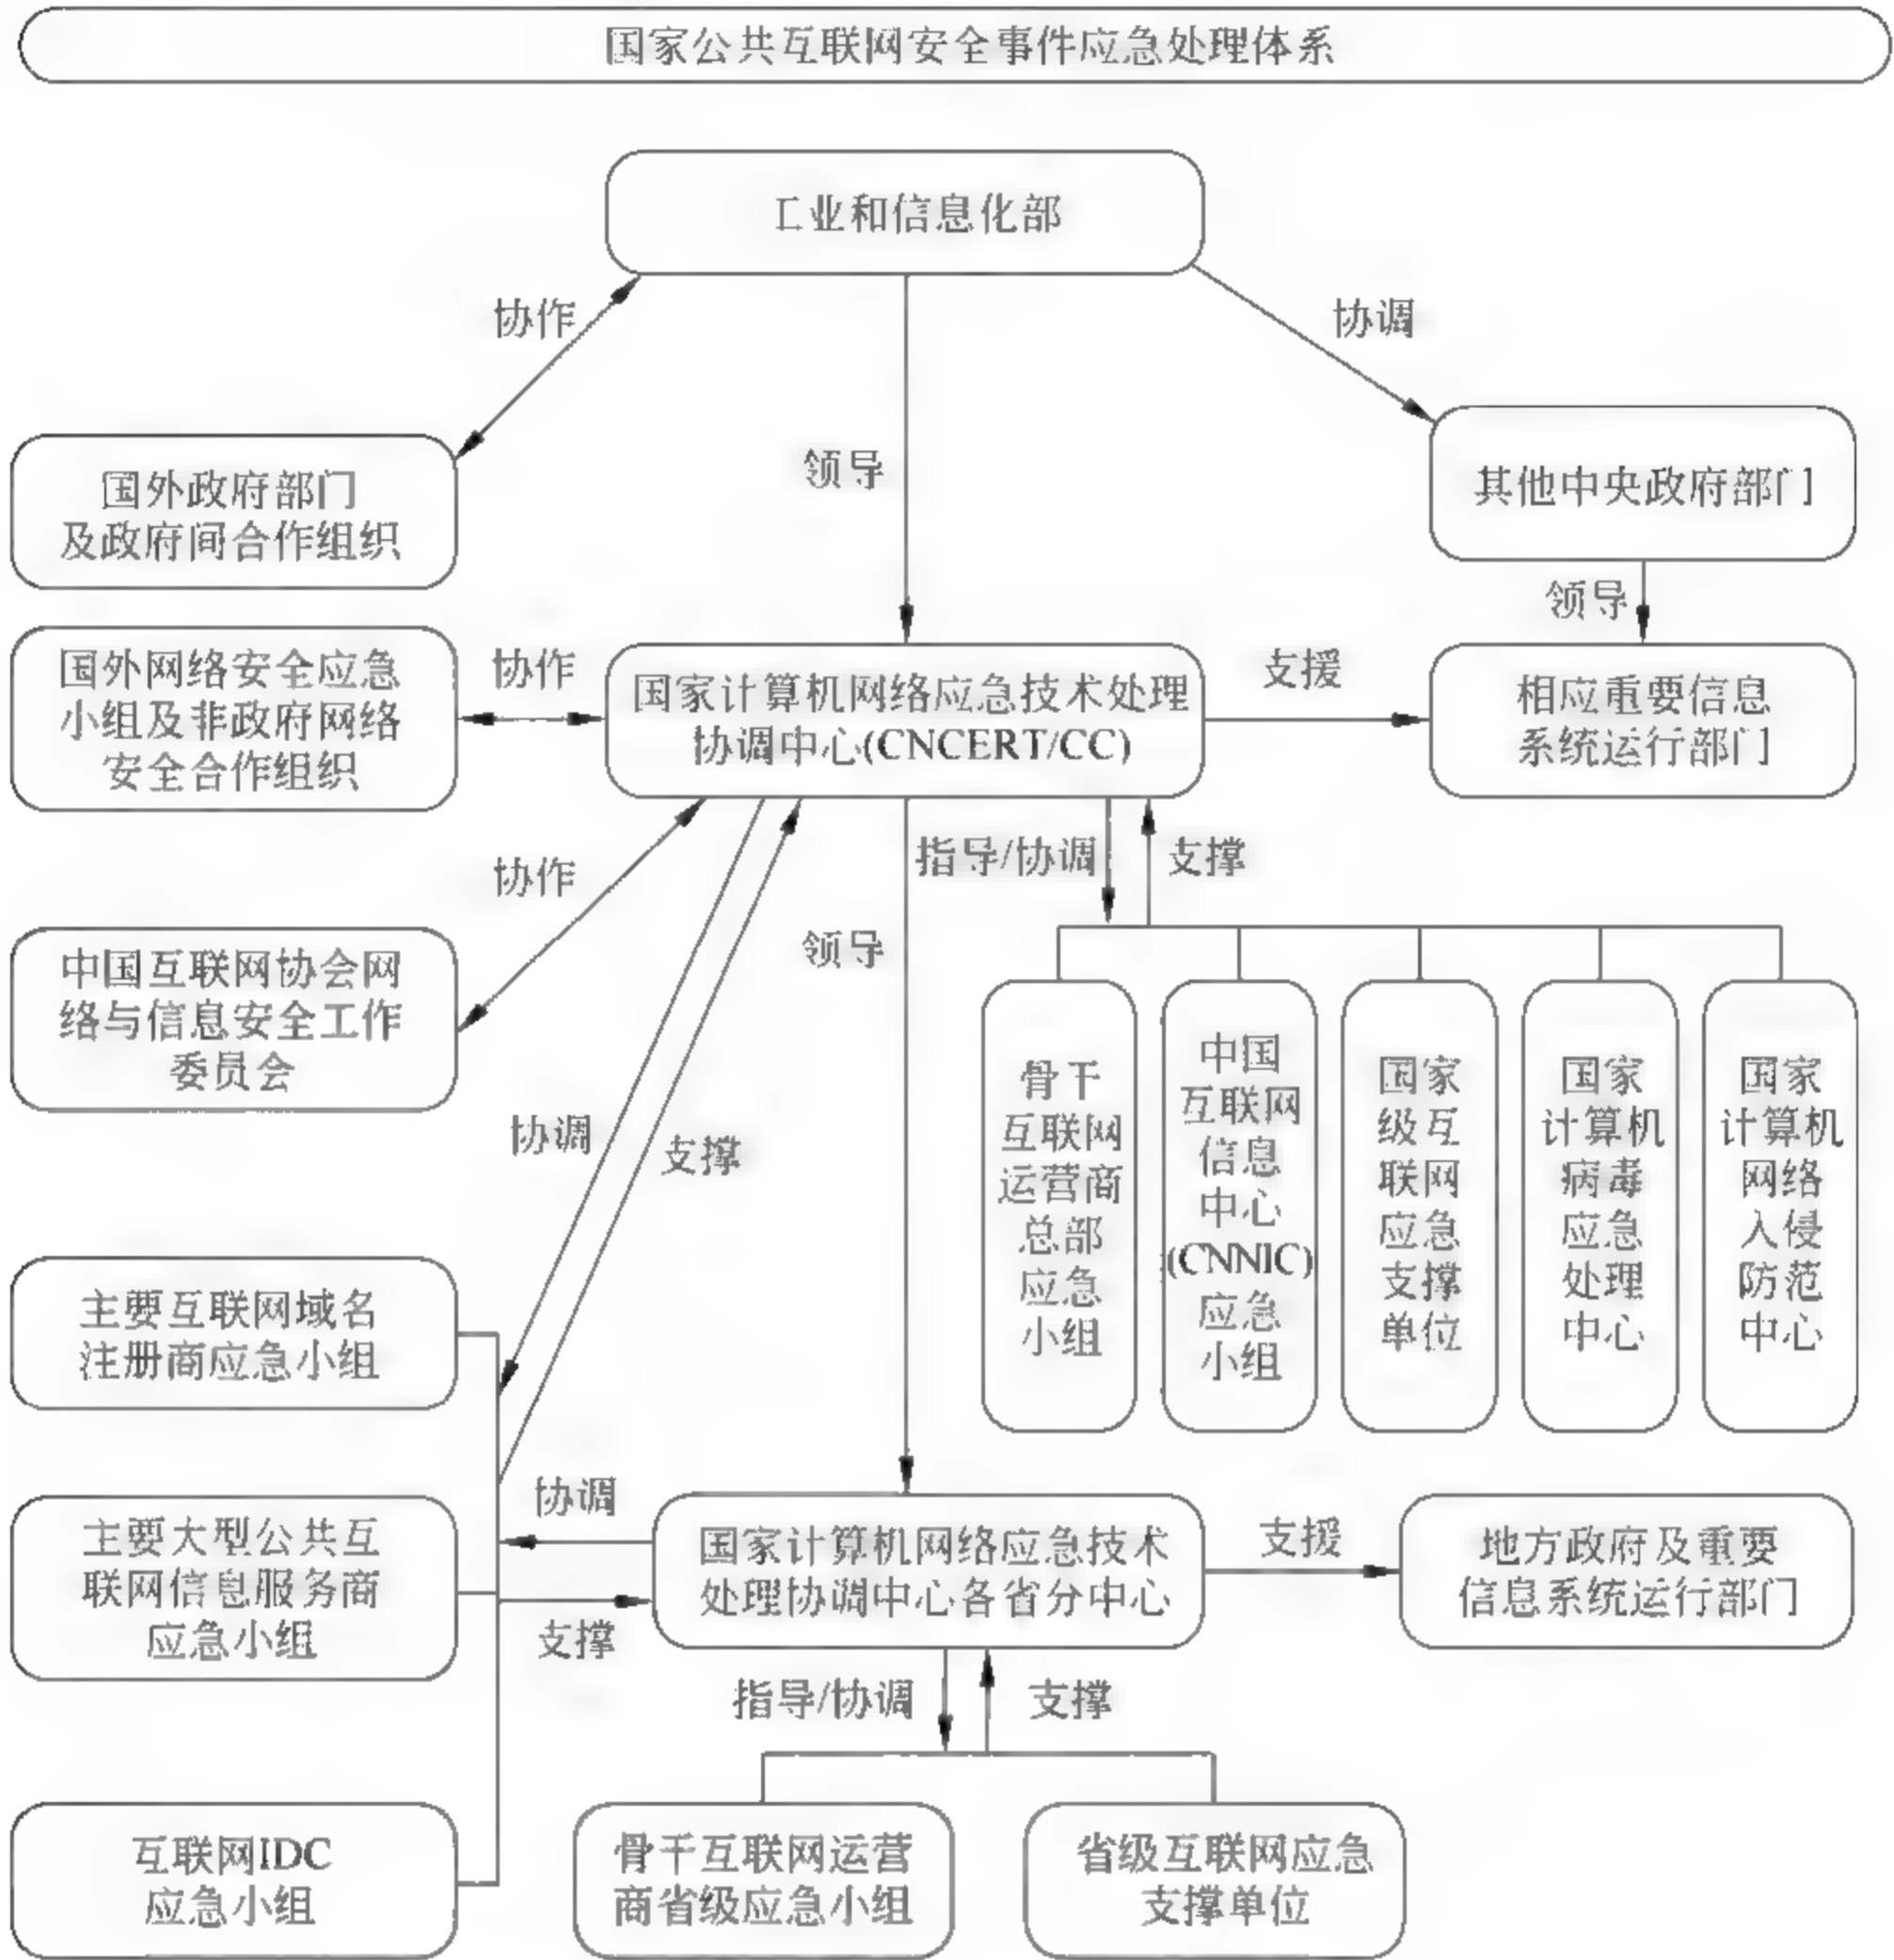 国家公共互联网安全事件应急处理体系
工业和信息化部
协作
协调
领导
国外政府部门
及政府间合作组织
其他中央政府部门
领导
国外网络安全应急
小组及非政府网络
安全合作组织
协作
国家计算机网络应急技术处理
协调中心(CNCERT/CC)
支援
相应重要信息
系统运行部门
协作
指导/协调
支撑
领导
中国互联网协会网
络与信息安全工作
委员会
协调
支撑
骨干
互联网
运营商
总部
应急
小组
中国
互联网
信息
中心
(CNNIC)
应急
小组
国家
级互
联网
应急
支撑
单位
国家
计算机
病毒
应急
处理
中心
国家
计算机
网络
入侵
防范
中心
主要互联网域名
注册商应急小组
主要大型公共互
联网信息服务商
应急小组
协调
支撑
国家计算机网络应急技术
处理协调中心各省分中心
支援
地方政府及重要
信息系统运行部门
指导/协调
支撑
互联网IDC
应急小组
骨干互联网运营
商省级应急小组
省级互联网应急
支撑单位